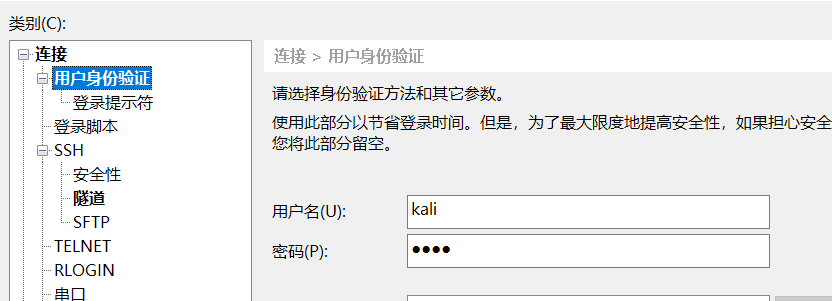 类别(C):
连接
用户身份验证
登录提示符
登录脚本
SSH
安全性
隧道
SFTP
TELNET
RLOGIN
串口
连接 > 用户身份验证
请选择身份验证方法和其它参数。
使用此部分以节省登录时间。但是，为了最大限度地提高安全性，如果担心安全
您将此部分留空。
用户名(U):
kali
密码(P):
●●●●